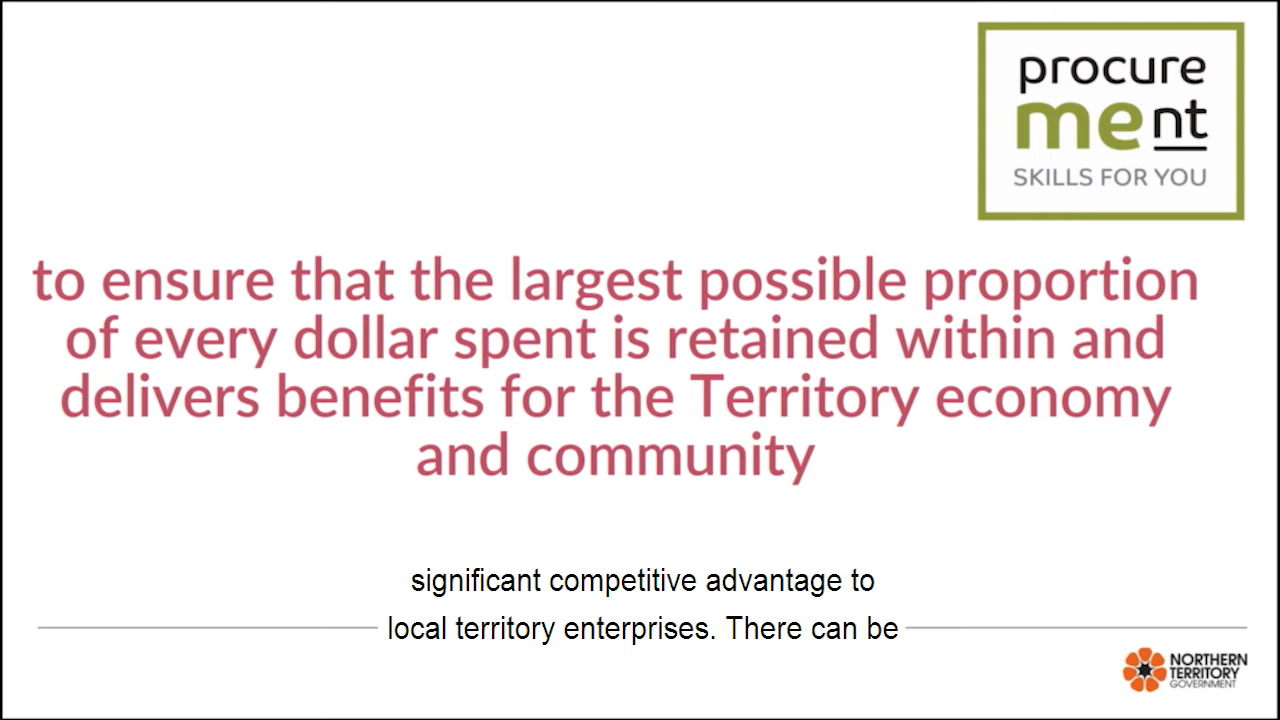 procure
ment
SKILLS FOR YOU
to ensure that the largest possible proportion
of every dollar spent is retained within and
delivers benefits for the Territory economy
and community
significant competitive advantage to
local territory enterprises. There can be
NORTHERN
TERRITORY
GOVERNMENT